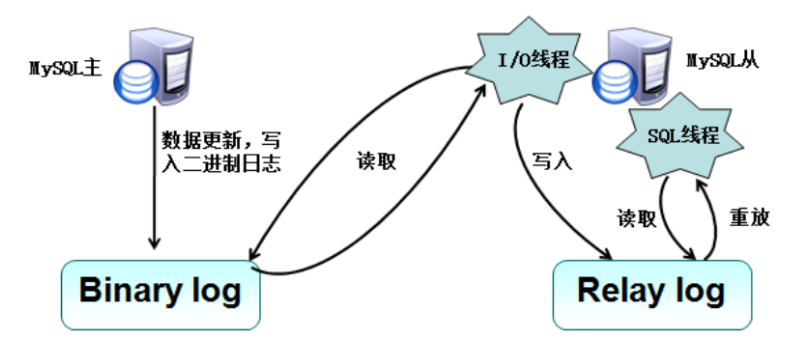 MySQL主
I/O线程
MySQL从
SQL线程
数据更新，写
入二进制日志
读取
写入
读取
重放
Binary log
Relay log